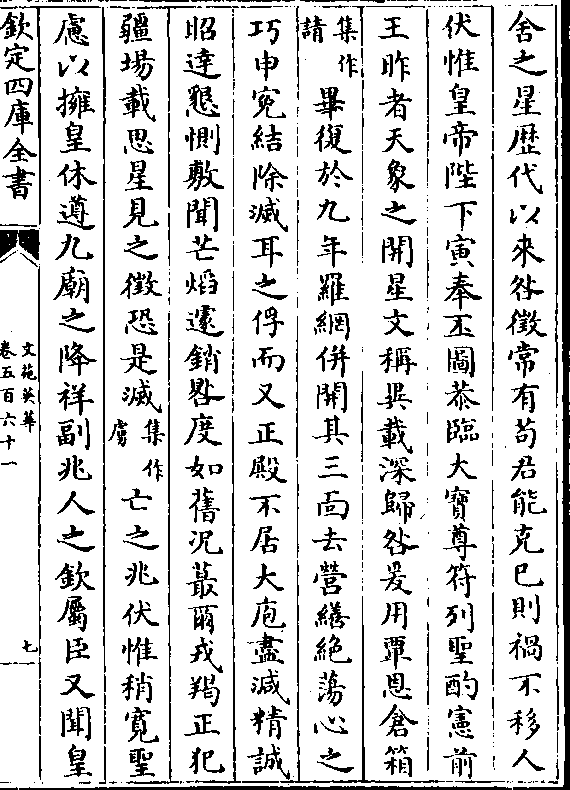 舍之星歴代以來咎徵常有苟君能克已則禍不移人
伏惟皇帝陛下寅奉丕圖恭臨大寶尊符列聖酌憲前
王昨者天象之開星文稱異載深歸咎爰用覃恩倉箱
集作請畢復於九年羅網併開其三面去營繕絶蕩心之
巧申寃結除滅耳之俘而又正殿不居大庖盡減精誠
昭達懇惻敷聞芒熖遽銷晷度如舊况蕞爾戎羯正犯
疆場載思星見之徵恐是滅集作虜亡之兆伏惟稍寛聖
慮以擁皇休遵九廟之降祥副兆人之欽屬臣又聞皇
欽定四庫全書
文苑英華
卷五百六十一
七